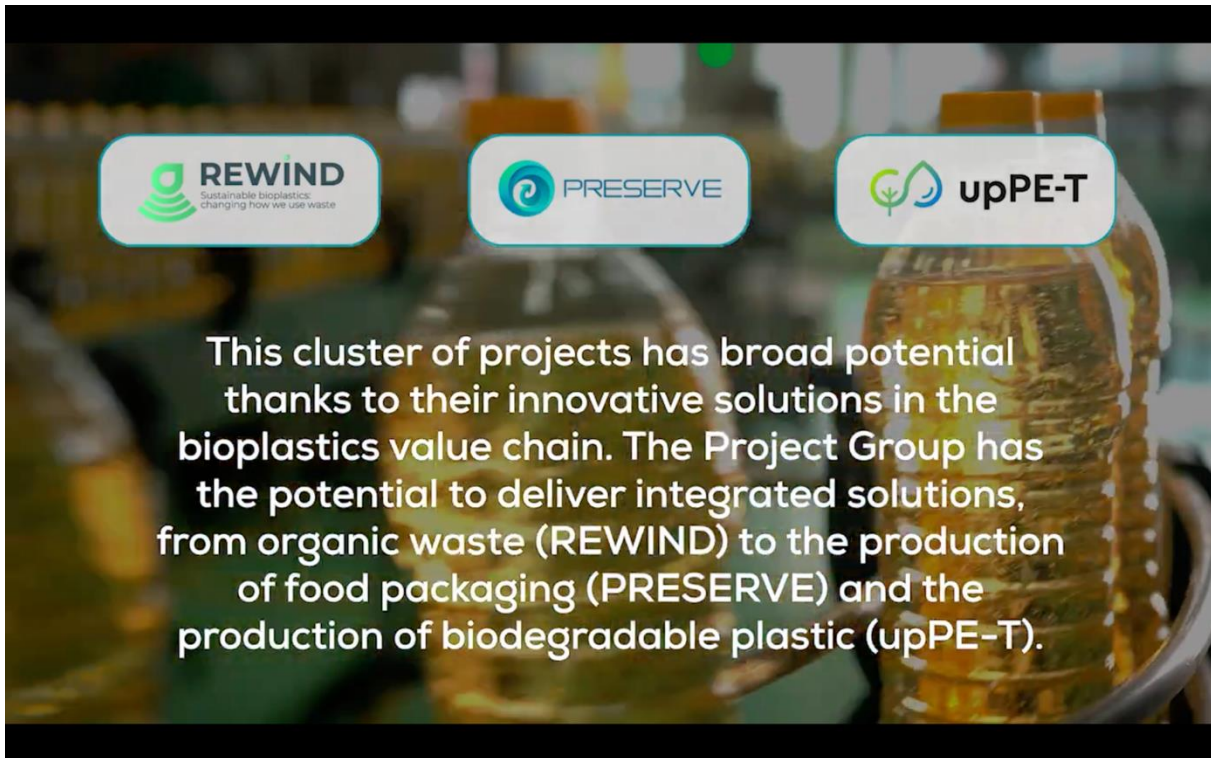 REWIND
Sustainable bioplastics:
changing how we use waste
PRESERVE
upPE-T
This cluster of projects has broad potential
thanks to their innovative solutions in the
bioplastics value chain. The Project Group has
the potential to deliver integrated solutions,
from organic waste (REWIND) to the production
of food packaging (PRESERVE) and the
production of biodegradable plastic (upPE-T).